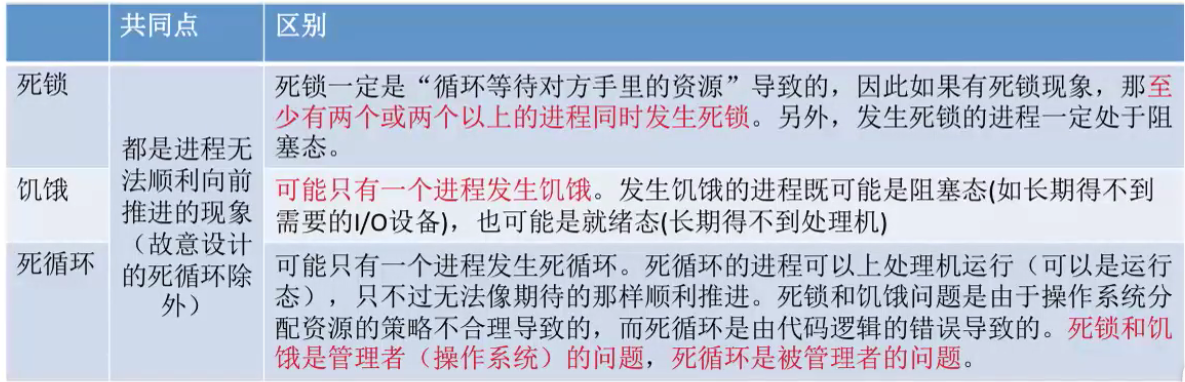 共同点
区别
死锁
都是进程无
法顺利向前
推进的现象
（故意设计
的死循环除
外）
死锁一定是“循环等待对方手里的资源”导致的，因此如果有死锁现象，那至
少有两个或两个以上的进程同时发生死锁。另外，发生死锁的进程一定处于阻
塞态。
饥饿
可能只有一个进程发生饥饿。发生饥饿的进程既可能是阻塞态(如长期得不到
需要的I/O设备)，也可能是就绪态(长期得不到处理机)
死循环
可能只有一个进程发生死循环。死循环的进程可以上处理机运行（可以是运行
态），只不过无法像期待的那样顺利推进。死锁和饥饿问题是由于操作系统分
配资源的策略不合理导致的，而死循环是由代码逻辑的错误导致的。死锁和饥
饿是管理者（操作系统）的问题，死循环是被管理者的问题。